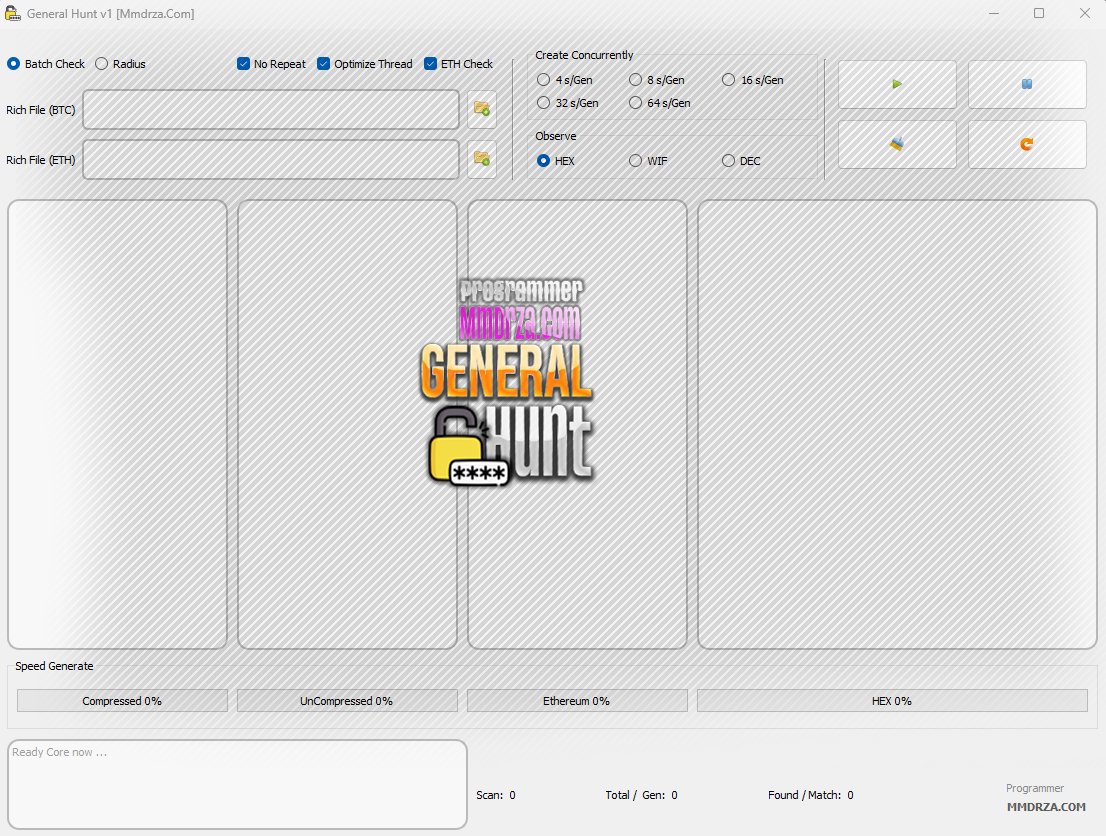 General Hunt v1 [Mmdrza.Com]
Batch Check
Radius
No Repeat
Optimize Thread
ETH Check
Rich File (BTC)
Rich File (ETH)
Create Concurrently
4 s/Gen
8 s/Gen
16 s/Gen
32 s/Gen
64 s/Gen
Observe
HEX
WIF
DEC
programmer
MMDrza.com
GENERAL
Hunt
****
Speed Generate
Compressed 0%
UnCompressed 0%
Ethereum 0%
HEX 0%
Ready Core now ...
Scan: 0
Total / Gen: 0
Found / Match: 0
Programmer
MMDRZA.COM